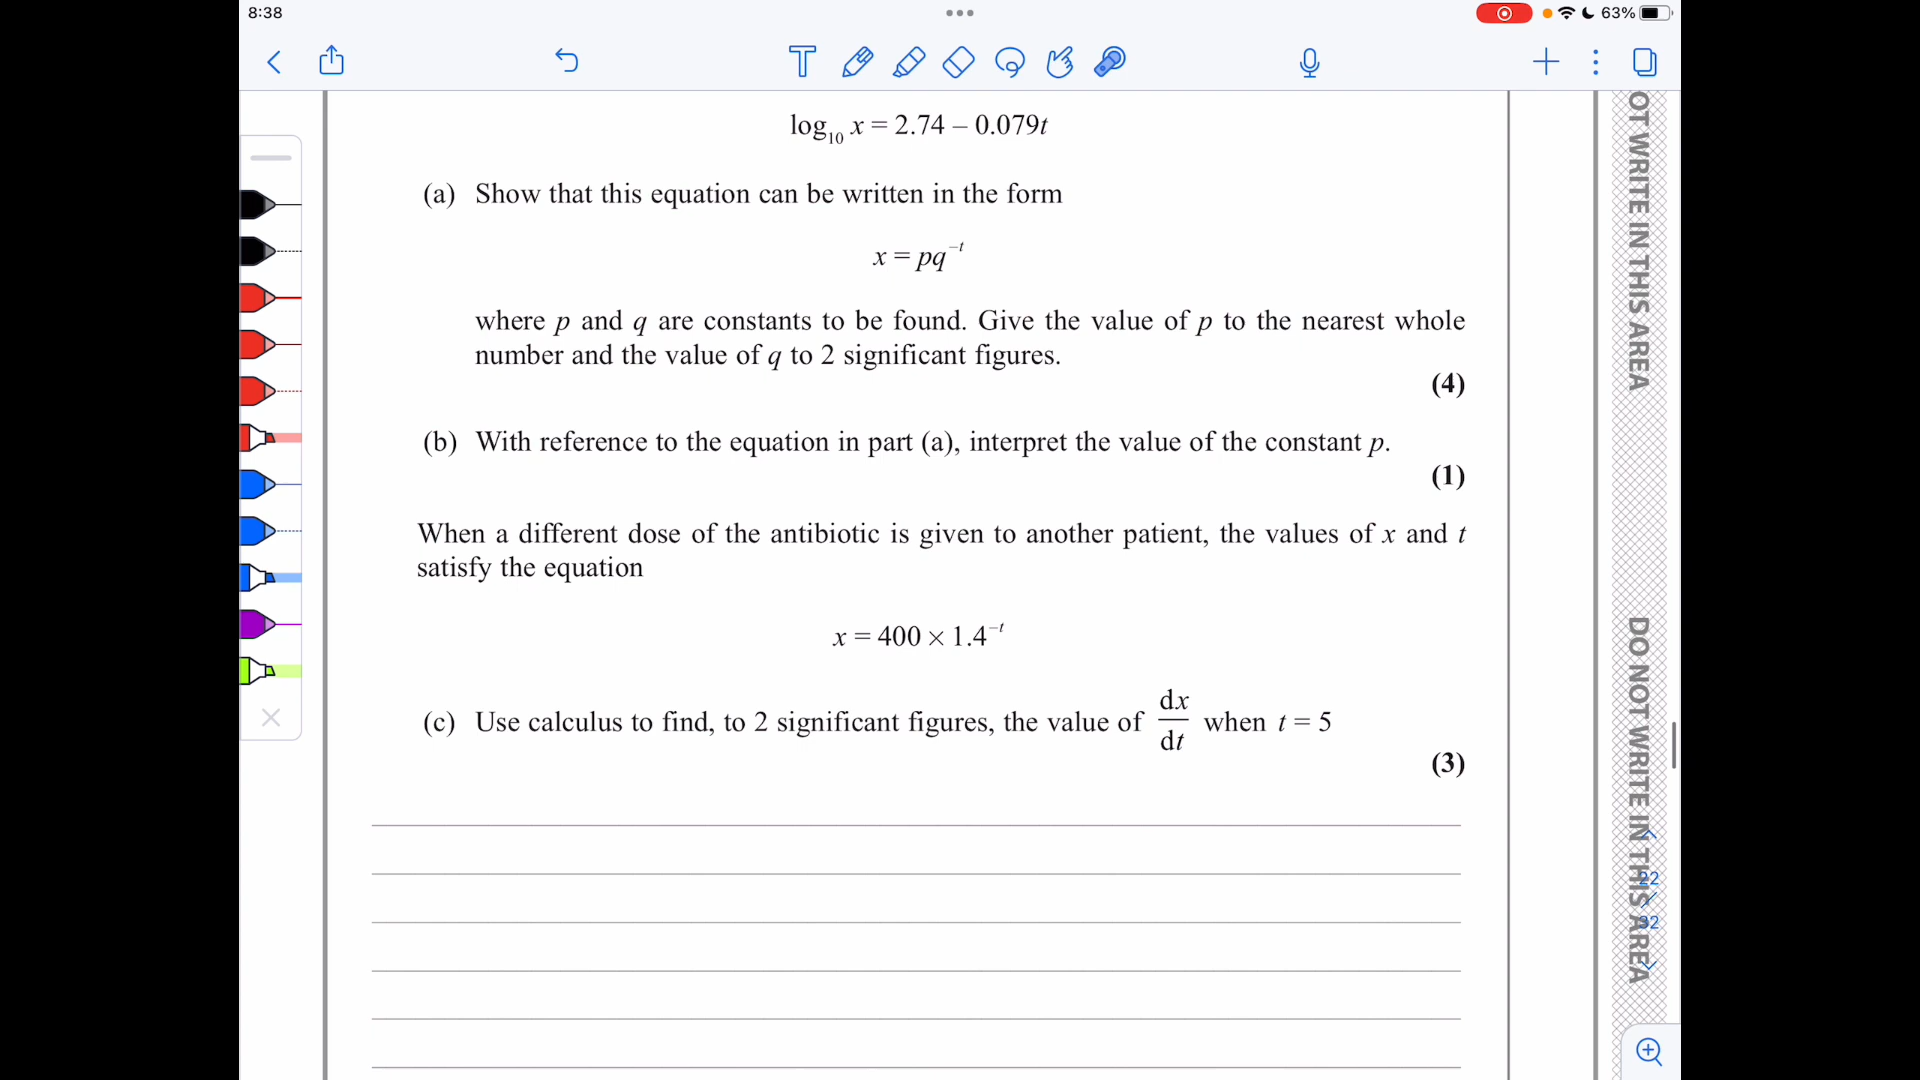 8:38
63%
log₁₀ x = 2.74 – 0.079t
(a) Show that this equation can be written in the form
x = pq⁻ᵗ
where p and q are constants to be found. Give the value of p to the nearest whole
number and the value of q to 2 significant figures.
(4)
(b) With reference to the equation in part (a), interpret the value of the constant p.
(1)
When a different dose of the antibiotic is given to another patient, the values of x and t
satisfy the equation
x = 400 × 1.4⁻ᵗ
(c) Use calculus to find, to 2 significant figures, the value of dx/dt when t = 5
(3)
OT WRITE IN THIS AREA
DO NOT WRITE IN THIS AREA
22
/
32